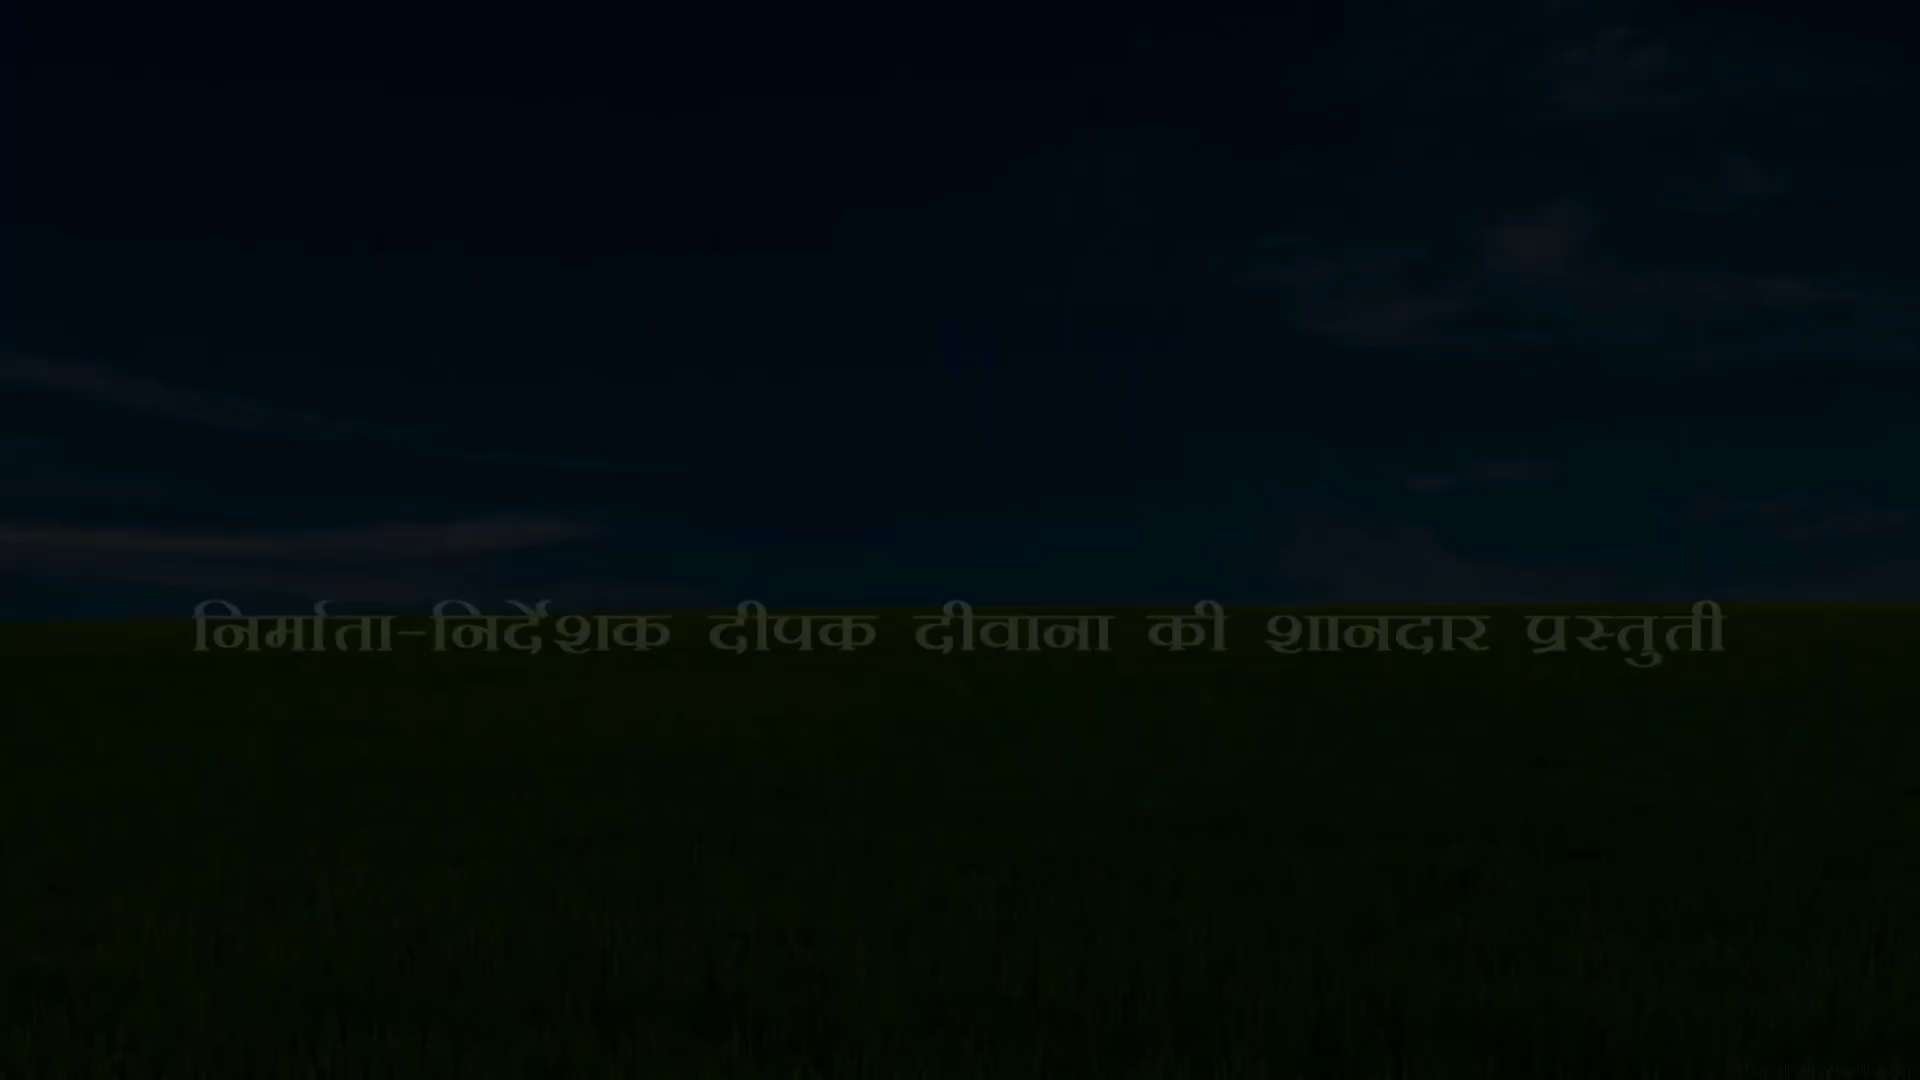 निर्माता-निर्देशक दीपक दीवाना की शानदार प्रस्तुती